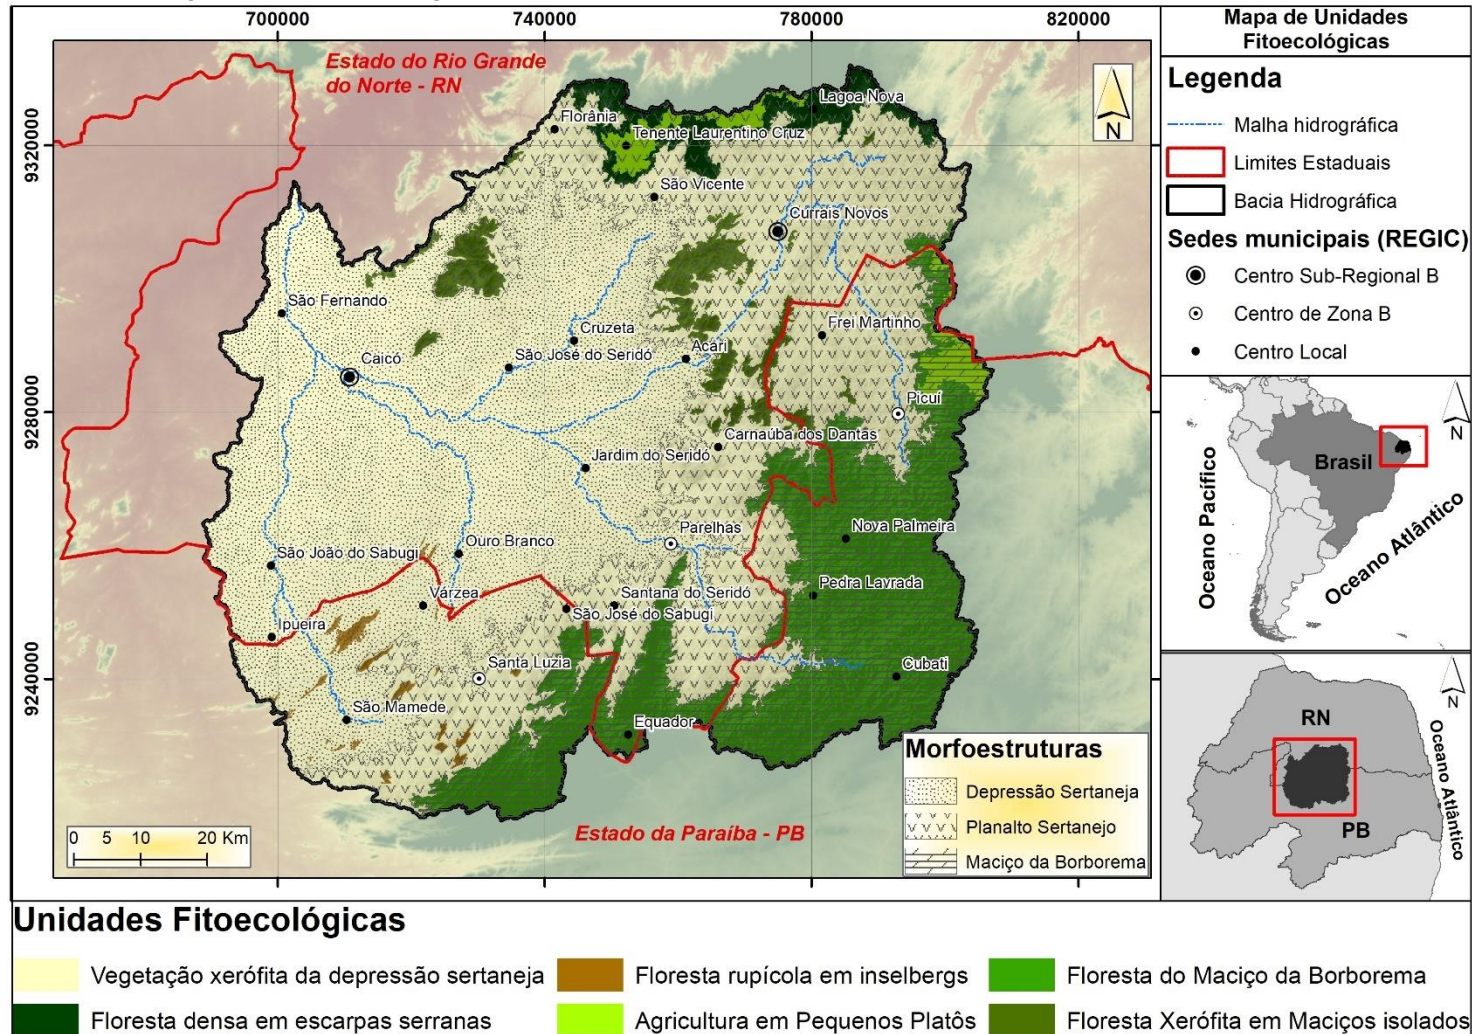 700000
740000
780000
820000
9320000
9280000
9240000
Estado do Rio Grande
do Norte - RN
N
Lagoa Nova
Florânia
Tenente Laurentino Cruz
São Vicente
Currais Novos
São Fernando
Cruzeta
Frei Martinho
Caicó
São José do Seridó
Acari
Picuí
Carnaúba dos Dantas
Jardim do Seridó
Parelhas
Nova Palmeira
São João do Sabugi
Ouro Branco
Várzea
Santana do Seridó
Pedra Lavrada
São José do Sabugi
Ipueira
Santa Luzia
Cubati
São Mamede
Equador
Estado da Paraíba - PB
0 5 10 20 Km
Morfoestruturas
Depressão Sertaneja
Planalto Sertanejo
Maciço da Borborema
Mapa de Unidades
Fitoecológicas
Legenda
Malha hidrográfica
Limites Estaduais
Bacia Hidrográfica
Sedes municipais (REGIC)
Centro Sub-Regional B
Centro de Zona B
Centro Local
N
Brasil
Oceano Pacífico
Oceano Atlântico
N
RN
PB
Oceano Atlântico
Unidades Fitoecológicas
Vegetação xerófita da depressão sertaneja
Floresta rupícola em inselbergs
Floresta do Maciço da Borborema
Floresta densa em escarpas serranas
Agricultura em Pequenos Platôs
Floresta Xerófita em Maciços isolados